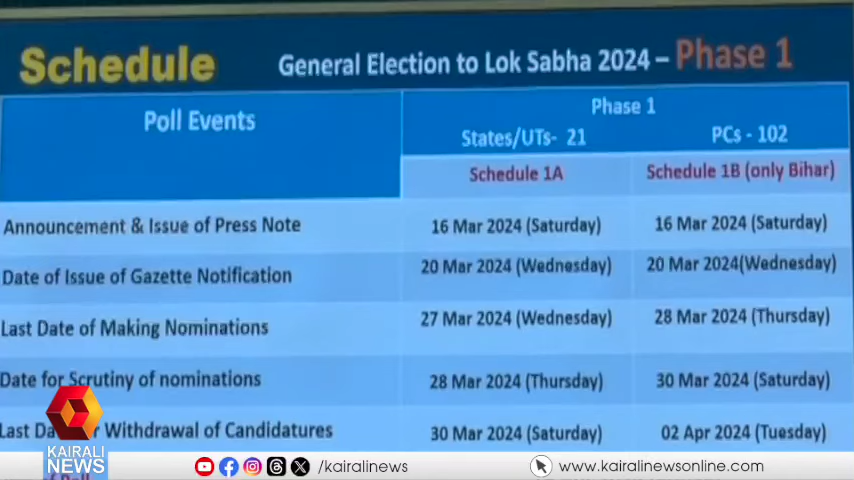 Schedule
General Election to Lok Sabha 2024 – Phase 1
Poll Events
Phase 1
States/UTs- 21
PCs - 102
Schedule 1A
Schedule 1B (only Bihar)
Announcement & Issue of Press Note
16 Mar 2024 (Saturday)
16 Mar 2024 (Saturday)
Date of Issue of Gazette Notification
20 Mar 2024 (Wednesday)
20 Mar 2024(Wednesday)
Last Date of Making Nominations
27 Mar 2024 (Wednesday)
28 Mar 2024 (Thursday)
Date for Scrutiny of nominations
28 Mar 2024 (Thursday)
30 Mar 2024 (Saturday)
Last Da Withdrawal of Candidatures
30 Mar 2024 (Saturday)
02 Apr 2024 (Tuesday)
KAIRALI
NEWS
/kairalinews
www.kairalinewsonline.com